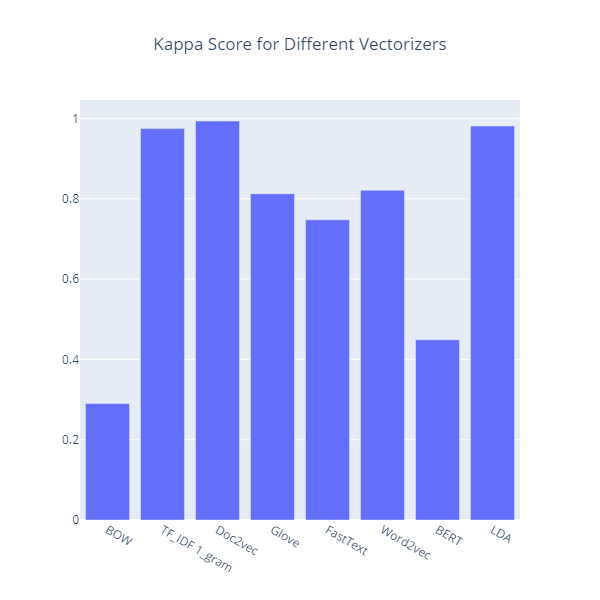 Kappa Score for Different Vectorizers
1
0.8
0.6
0.4
0.2
0
BOW
TF_IDF 1_gram
Doc2vec
Glove
FastText
Word2vec
BERT
LDA